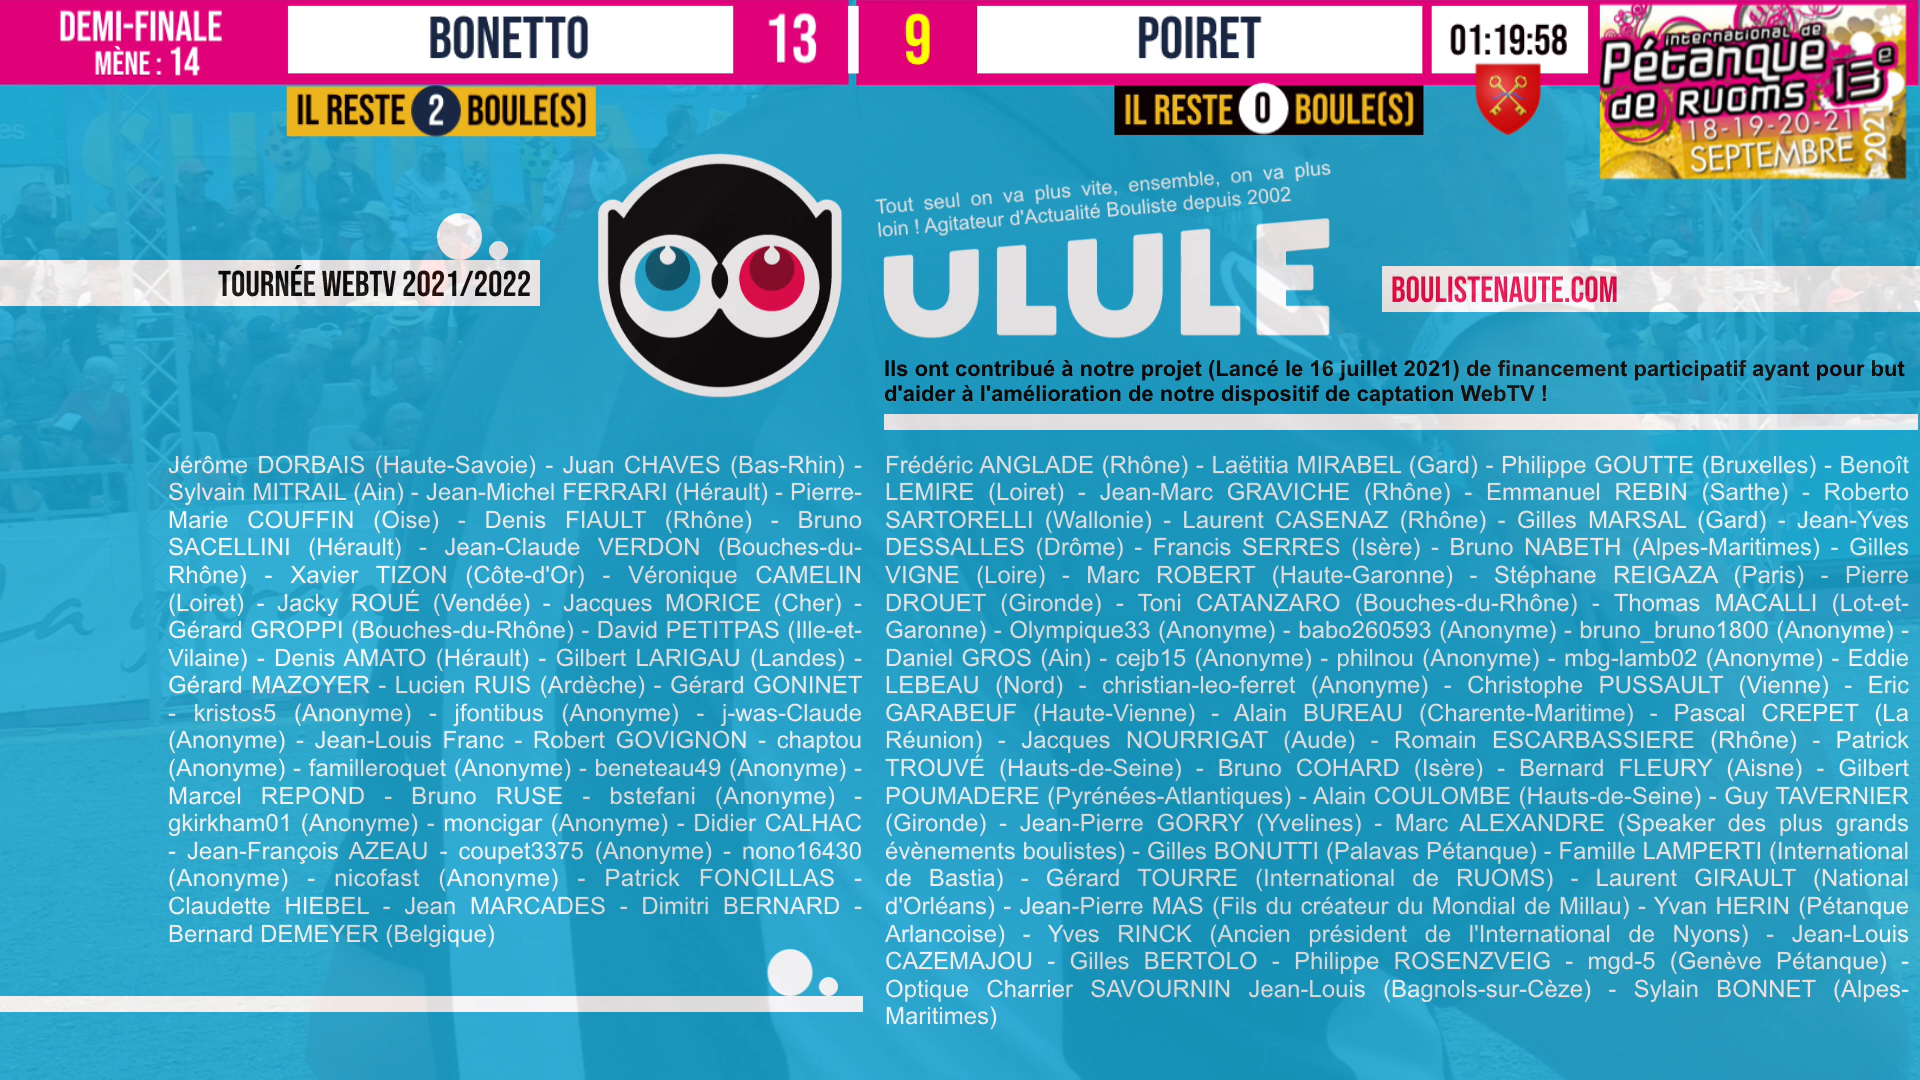 DEMI-FINALE
MÈNE : 14
BONETTO
13
9
POIRET
01:19:58
international de
Pétanque
de RUOMS 13e
18-19-20-21
SEPTEMBRE
2021
IL RESTE 2 BOULE(S)
IL RESTE 0 BOULE(S)
Tout seul on va plus vite, ensemble, on va plus
loin ! Agitateur d'Actualité Bouliste depuis 2002
ULULE
TOURNÉE WEBTV 2021/2022
BOULISTENAUTE.COM
Ils ont contribué à notre projet (Lancé le 16 juillet 2021) de financement participatif ayant pour but
d'aider à l'amélioration de notre dispositif de captation WebTV !
Jérôme DORBAIS (Haute-Savoie) - Juan CHAVES (Bas-Rhin) -
Sylvain MITRAIL (Ain) - Jean-Michel FERRARI (Hérault) - Pierre-
Marie COUFFIN (Oise) - Denis FIAULT (Rhône) - Bruno
SACELLINI (Hérault) - Jean-Claude VERDON (Bouches-du-
Rhône) - Xavier TIZON (Côte-d'Or) - Véronique CAMELIN
(Loiret) - Jacky ROUÉ (Vendée) - Jacques MORICE (Cher) -
Gérard GROPPI (Bouches-du-Rhône) - David PETITPAS (Ille-et-
Vilaine) - Denis AMATO (Hérault) - Gilbert LARIGAU (Landes) -
Gérard MAZOYER - Lucien RUIS (Ardèche) - Gérard GONINET
- kristos5 (Anonyme) - jfontibus (Anonyme) - j-was-Claude
(Anonyme) - Jean-Louis Franc - Robert GOVIGNON - chaptou
(Anonyme) - familleroquet (Anonyme) - beneteau49 (Anonyme) -
Marcel REPOND - Bruno RUSE - bstefani (Anonyme) -
gkirkham01 (Anonyme) - moncigar (Anonyme) - Didier CALHAC
- Jean-François AZEAU - coupet3375 (Anonyme) - nono16430
(Anonyme) - nicofast (Anonyme) - Patrick FONCILLAS -
Claudette HIEBEL - Jean MARCADES - Dimitri BERNARD -
Bernard DEMEYER (Belgique)
Frédéric ANGLADE (Rhône) - Laëtitia MIRABEL (Gard) - Philippe GOUTTE (Bruxelles) - Benoît
LEMIRE (Loiret) - Jean-Marc GRAVICHE (Rhône) - Emmanuel REBIN (Sarthe) - Roberto
SARTORELLI (Wallonie) - Laurent CASENAZ (Rhône) - Gilles MARSAL (Gard) - Jean-Yves
DESSALLES (Drôme) - Francis SERRES (Isère) - Bruno NABETH (Alpes-Maritimes) - Gilles
VIGNE (Loire) - Marc ROBERT (Haute-Garonne) - Stéphane REIGAZA (Paris) - Pierre
DROUET (Gironde) - Toni CATANZARO (Bouches-du-Rhône) - Thomas MACALLI (Lot-et-
Garonne) - Olympique33 (Anonyme) - babo260593 (Anonyme) - bruno_bruno1800 (Anonyme) -
Daniel GROS (Ain) - cejb15 (Anonyme) - philnou (Anonyme) - mbg-lamb02 (Anonyme) - Eddie
LEBEAU (Nord) - christian-leo-ferret (Anonyme) - Christophe PUSSAULT (Vienne) - Eric
GARABEUF (Haute-Vienne) - Alain BUREAU (Charente-Maritime) - Pascal CREPET (La
Réunion) - Jacques NOURRIGAT (Aude) - Romain ESCARBASSIERE (Rhône) - Patrick
TROUVÉ (Hauts-de-Seine) - Bruno COHARD (Isère) - Bernard FLEURY (Aisne) - Gilbert
POUMADERE (Pyrénées-Atlantiques) - Alain COULOMBE (Hauts-de-Seine) - Guy TAVERNIER
(Gironde) - Jean-Pierre GORRY (Yvelines) - Marc ALEXANDRE (Speaker des plus grands
évènements boulistes) - Gilles BONUTTI (Palavas Pétanque) - Famille LAMPERTI (International
de Bastia) - Gérard TOURRE (International de RUOMS) - Laurent GIRAULT (National
d'Orléans) - Jean-Pierre MAS (Fils du créateur du Mondial de Millau) - Yvan HERIN (Pétanque
Arlancoise) - Yves RINCK (Ancien président de l'International de Nyons) - Jean-Louis
CAZEMAJOU - Gilles BERTOLO - Philippe ROSENZVEIG - mgd-5 (Genève Pétanque) -
Optique Charrier SAVOURNIN Jean-Louis (Bagnols-sur-Cèze) - Sylain BONNET (Alpes-
Maritimes)